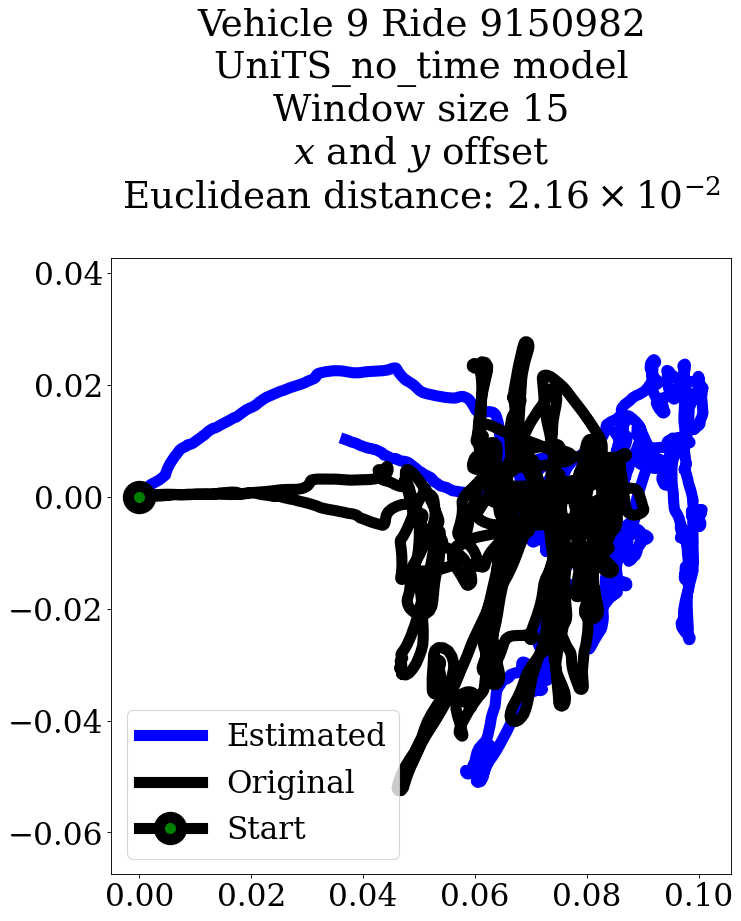 Vehicle 9 Ride 9150982
UniTS_no_time model
Window size 15
x and y offset
Euclidean distance: 2.16 × 10⁻²
0.04
0.02
0.00
−0.02
−0.04
−0.06
Estimated
Original
Start
0.00 0.02 0.04 0.06 0.08 0.10